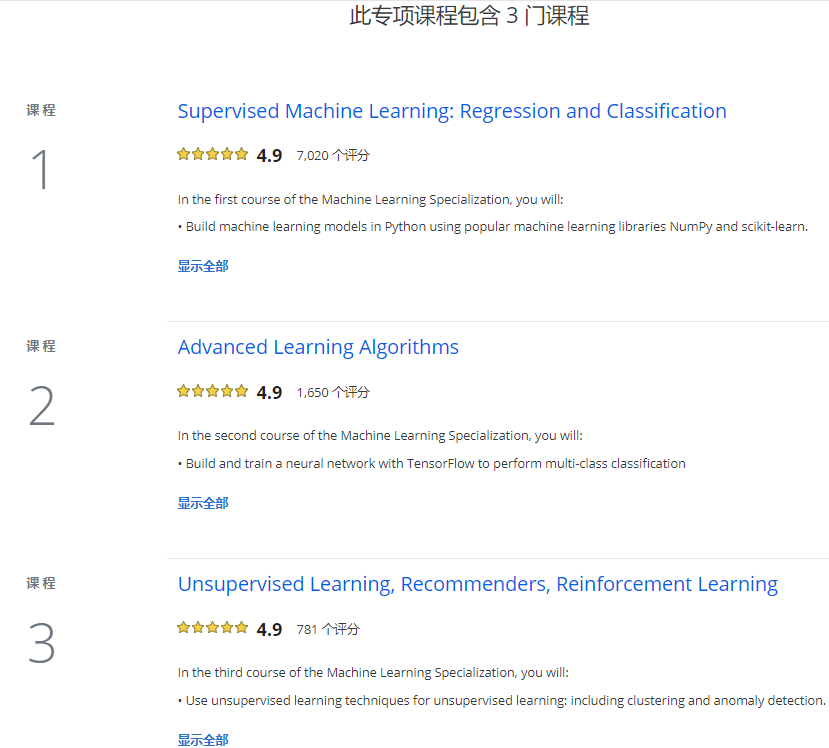 此专项课程包含 3 门课程
课程
1
Supervised Machine Learning: Regression and Classification
4.9 7,020 个评分
In the first course of the Machine Learning Specialization, you will:
• Build machine learning models in Python using popular machine learning libraries NumPy and scikit-learn.
显示全部
课程
2
Advanced Learning Algorithms
4.9 1,650 个评分
In the second course of the Machine Learning Specialization, you will:
• Build and train a neural network with TensorFlow to perform multi-class classification
显示全部
课程
3
Unsupervised Learning, Recommenders, Reinforcement Learning
4.9 781 个评分
In the third course of the Machine Learning Specialization, you will:
• Use unsupervised learning techniques for unsupervised learning: including clustering and anomaly detection.
显示全部